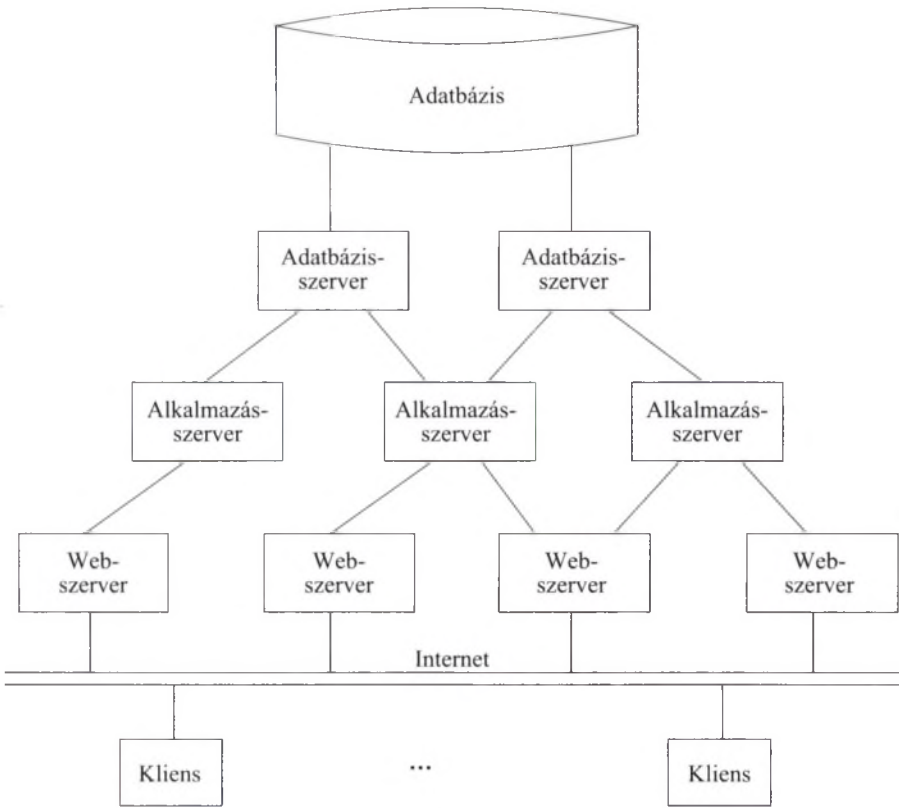 Adatbázis
Adatbázis-
szerver
Adatbázis-
szerver
Alkalmazás-
szerver
Alkalmazás-
szerver
Alkalmazás-
szerver
Web-
szerver
Web-
szerver
Web-
szerver
Web-
szerver
Internet
Kliens
...
Kliens